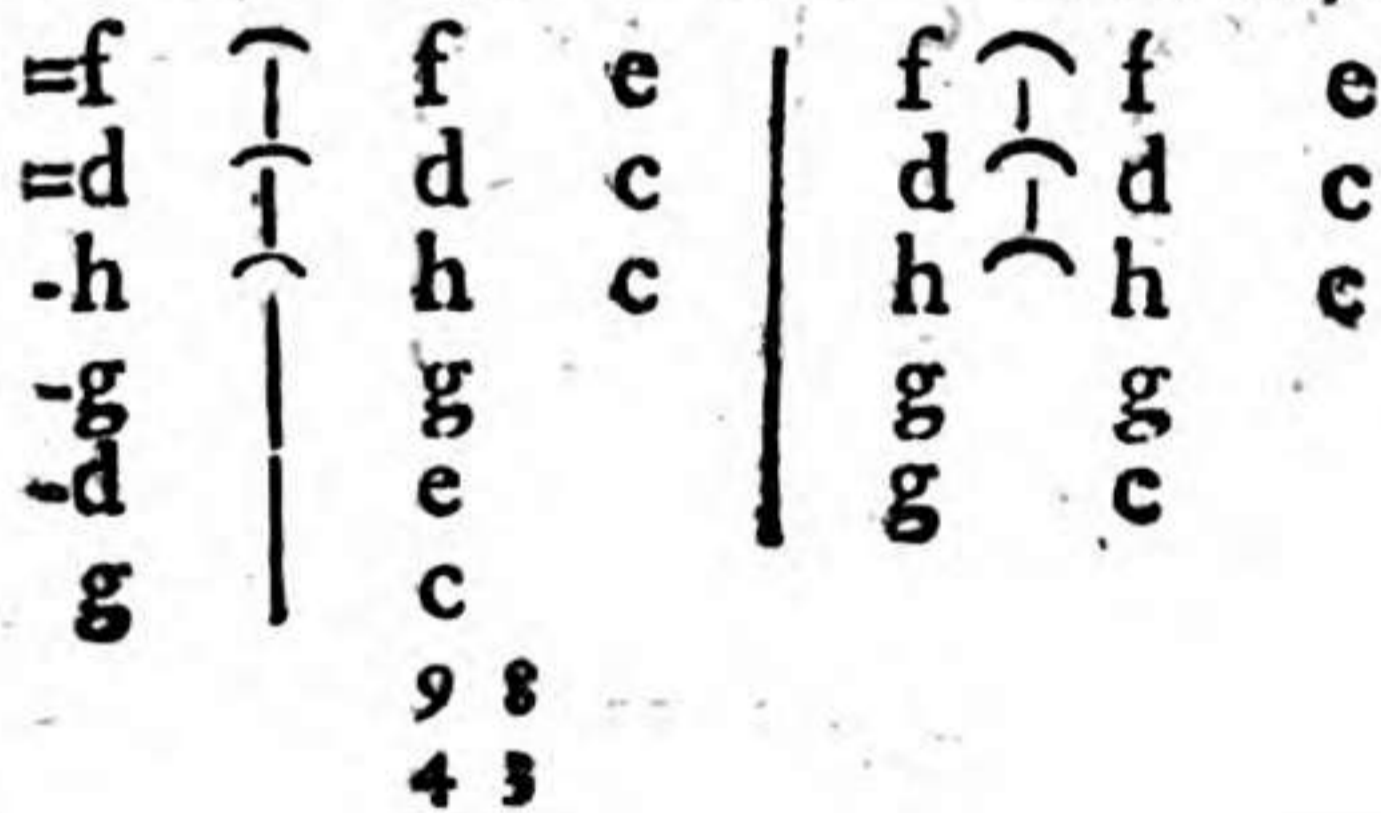 =f ⌒ f e | f ⌒ f e
=d ⌒ d c | d ⌒ d c
-h ⌒ h c | h ⌒ h c
-g | g | g g
-d | e | g c
g | c
9 8
4 3